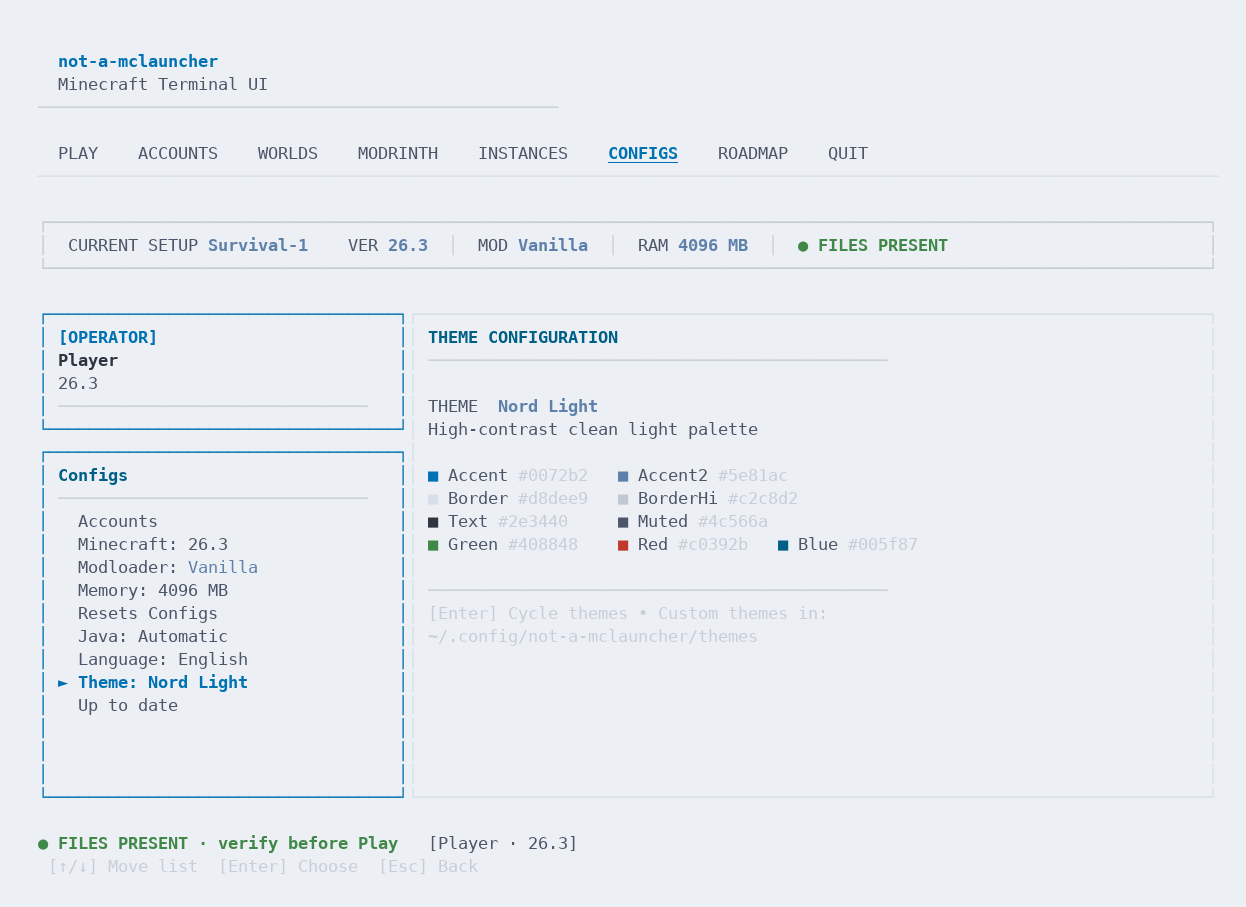 not-a-mclauncher
Minecraft Terminal UI
PLAY ACCOUNTS WORLDS MODRINTH INSTANCES CONFIGS ROADMAP QUIT
CURRENT SETUP Survival-1 VER 26.3 │ MOD Vanilla │ RAM 4096 MB │ ● FILES PRESENT
[OPERATOR]
Player
26.3
Configs
Accounts
Minecraft: 26.3
Modloader: Vanilla
Memory: 4096 MB
Resets Configs
Java: Automatic
Language: English
► Theme: Nord Light
Up to date
THEME CONFIGURATION
THEME Nord Light
High-contrast clean light palette
■ Accent #0072b2 ■ Accent2 #5e81ac
■ Border #d8dee9 ■ BorderHi #c2c8d2
■ Text #2e3440 ■ Muted #4c566a
■ Green #408848 ■ Red #c0392b ■ Blue #005f87
[Enter] Cycle themes • Custom themes in:
~/.config/not-a-mclauncher/themes
● FILES PRESENT · verify before Play [Player · 26.3]
[↑/↓] Move list [Enter] Choose [Esc] Back